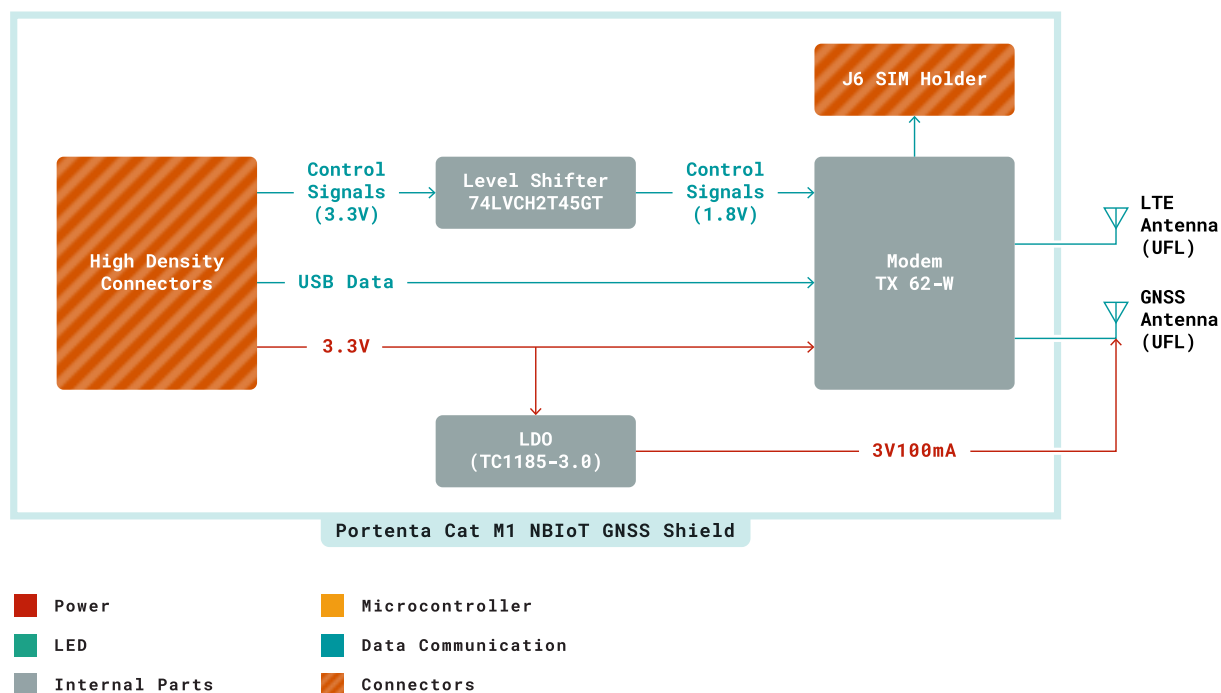 J6 SIM Holder
Control
Signals
(3.3V)
Level Shifter
74LVCH2T45GT
Control
Signals
(1.8V)
LTE
Antenna
(UFL)
High Density
Connectors
USB Data
Modem
TX 62-W
GNSS
Antenna
(UFL)
3.3V
LDO
(TC1185-3.0)
3V100mA
Portenta Cat M1 NBIoT GNSS Shield
Power
Microcontroller
LED
Data Communication
Internal Parts
Connectors